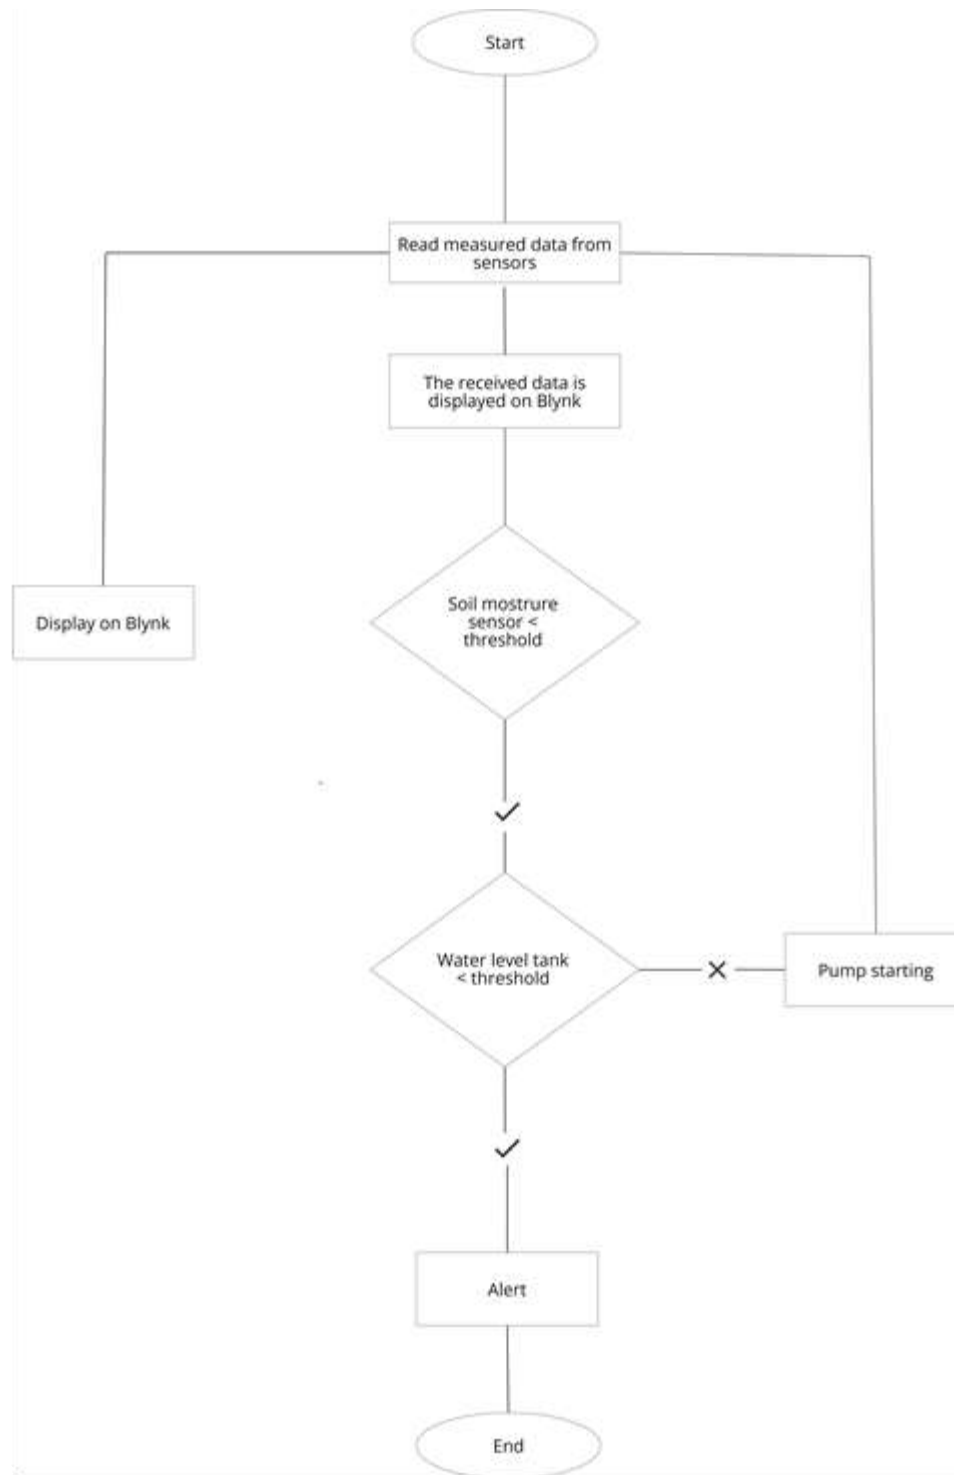 Start
Read measured data from
sensors
The received data is
displayed on Blynk
Display on Blynk
Soil mostrure
sensor <
threshold
Water level tank
< threshold
Pump starting
Alert
End